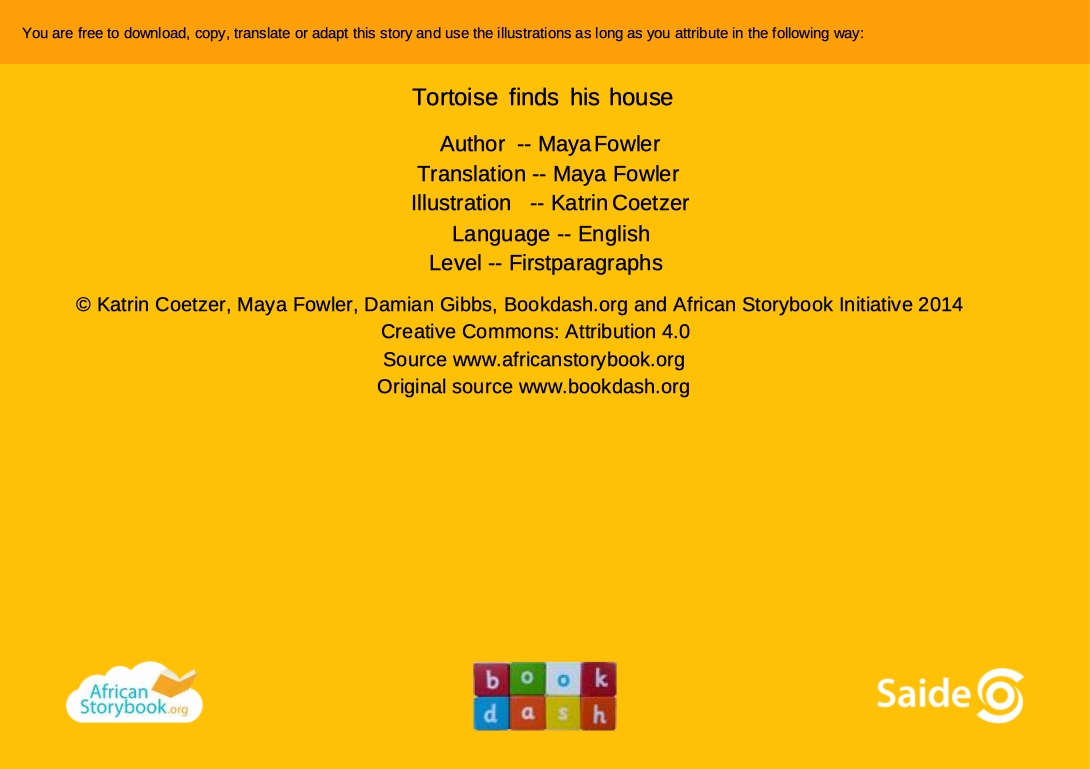 You are free to download, copy, translate or adapt this story and use the illustrations as long as you attribute in the following way:
Tortoise finds his house
Author -- Maya Fowler
Translation -- Maya Fowler
Illustration -- Katrin Coetzer
Language -- English
Level -- Firstparagraphs
© Katrin Coetzer, Maya Fowler, Damian Gibbs, Bookdash.org and African Storybook Initiative 2014
Creative Commons: Attribution 4.0
Source www.africanstorybook.org
Original source www.bookdash.org
African
Storybook.org
book
dash
Saide